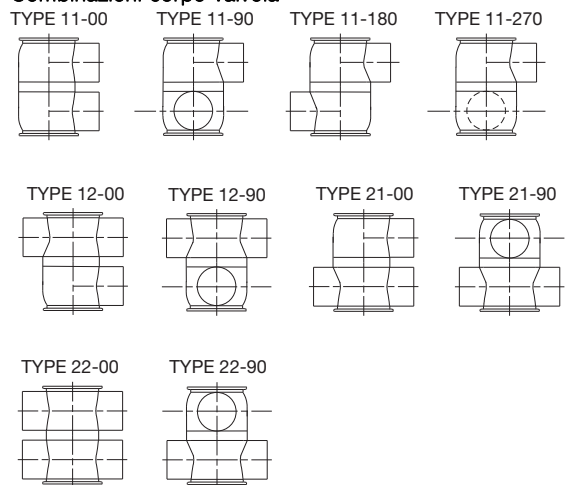 Combinazioni corpo valvola
TYPE 11-00 TYPE 11-90 TYPE 11-180 TYPE 11-270
TYPE 12-00 TYPE 12-90 TYPE 21-00 TYPE 21-90
TYPE 22-00 TYPE 22-90